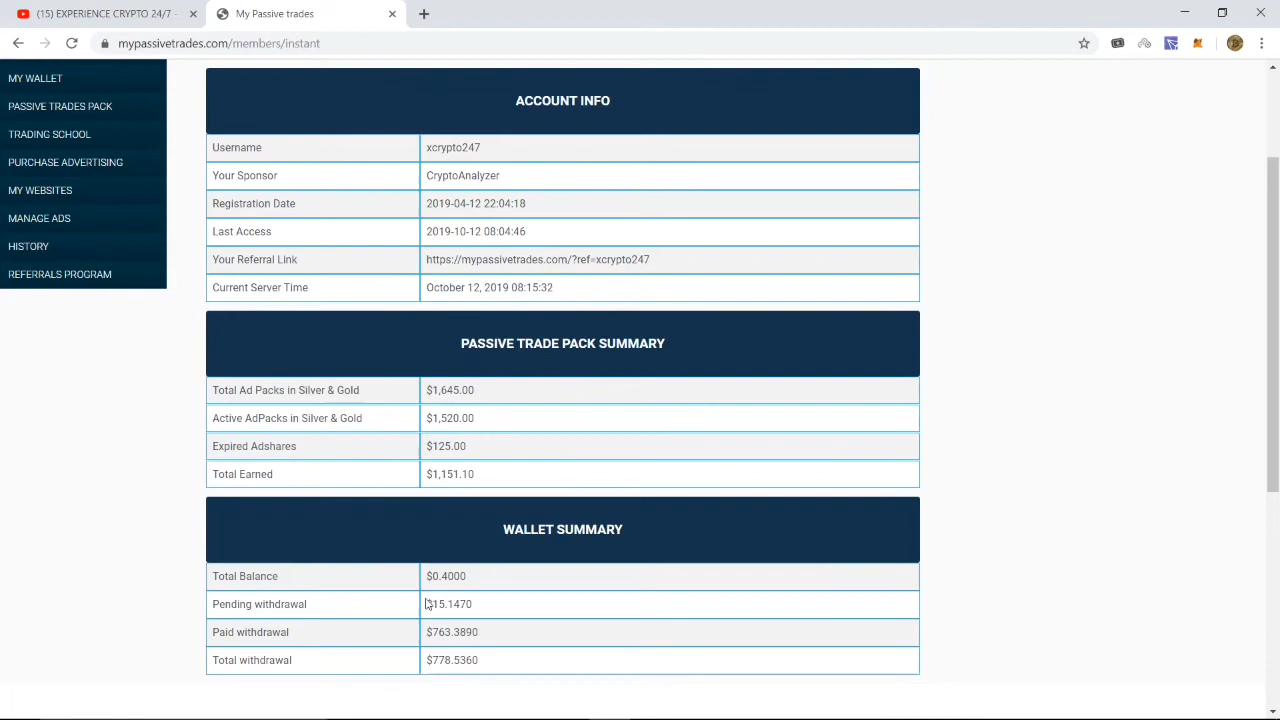 (15) EXPERIENCE CRYPTO 24/7 -
My Passive trades
mypassivetrades.com/members/instant
MY WALLET
PASSIVE TRADES PACK
TRADING SCHOOL
PURCHASE ADVERTISING
MY WEBSITES
MANAGE ADS
HISTORY
REFERRALS PROGRAM
ACCOUNT INFO
Username xcrypto247
Your Sponsor CryptoAnalyzer
Registration Date 2019-04-12 22:04:18
Last Access 2019-10-12 08:04:46
Your Referral Link https://mypassivetrades.com/?ref=xcrypto247
Current Server Time October 12, 2019 08:15:32
PASSIVE TRADE PACK SUMMARY
Total Ad Packs in Silver & Gold $1,645.00
Active AdPacks in Silver & Gold $1,520.00
Expired Adshares $125.00
Total Earned $1,151.10
WALLET SUMMARY
Total Balance $0.4000
Pending withdrawal $15.1470
Paid withdrawal $763.3890
Total withdrawal $778.5360